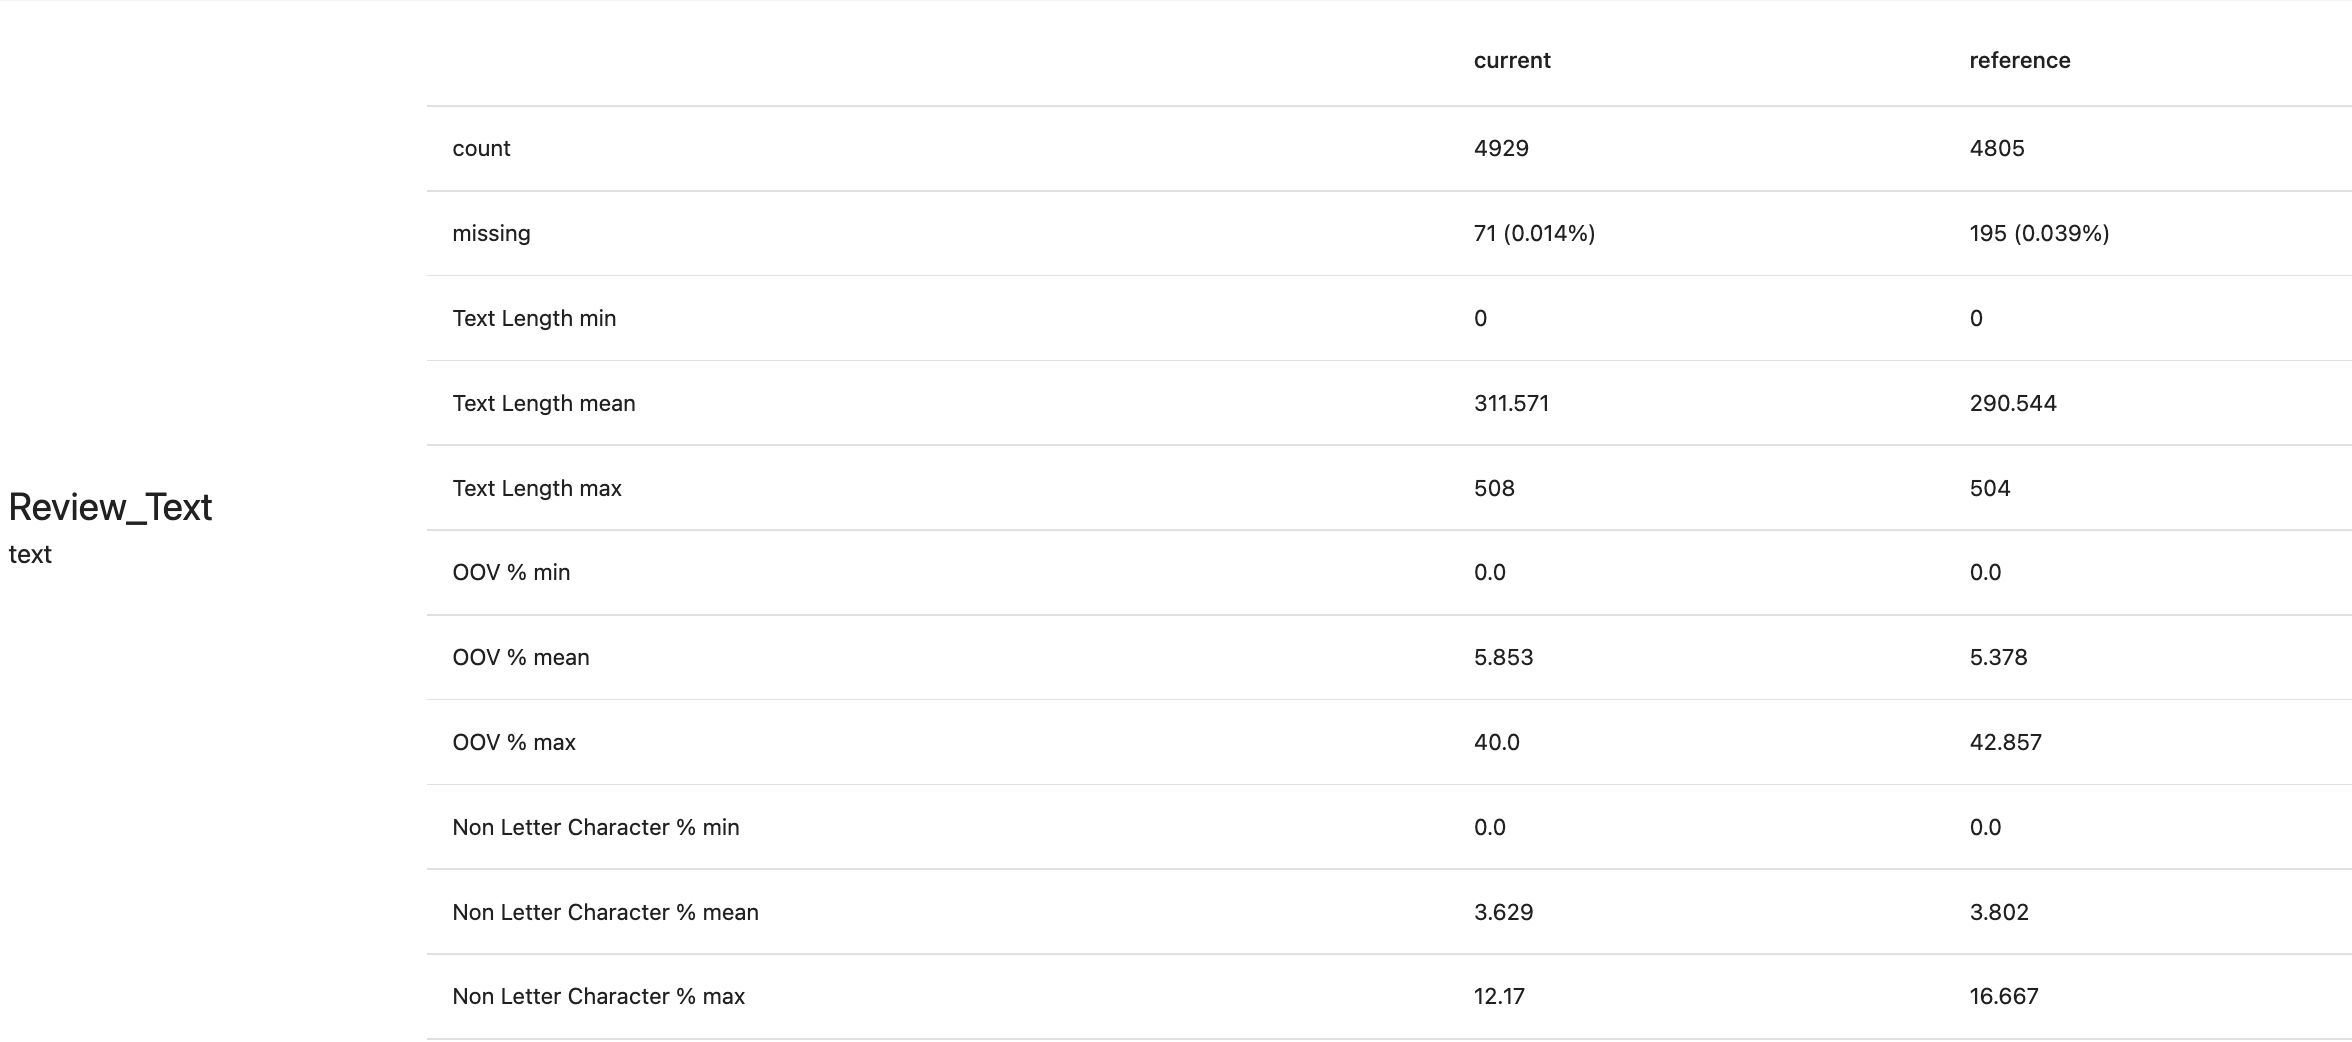 current reference
count 4929 4805
missing 71 (0.014%) 195 (0.039%)
Text Length min 0 0
Text Length mean 311.571 290.544
Text Length max 508 504
Review_Text
text
OOV % min 0.0 0.0
OOV % mean 5.853 5.378
OOV % max 40.0 42.857
Non Letter Character % min 0.0 0.0
Non Letter Character % mean 3.629 3.802
Non Letter Character % max 12.17 16.667